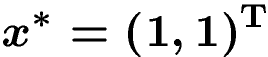 x* = (1, 1)ᵀ